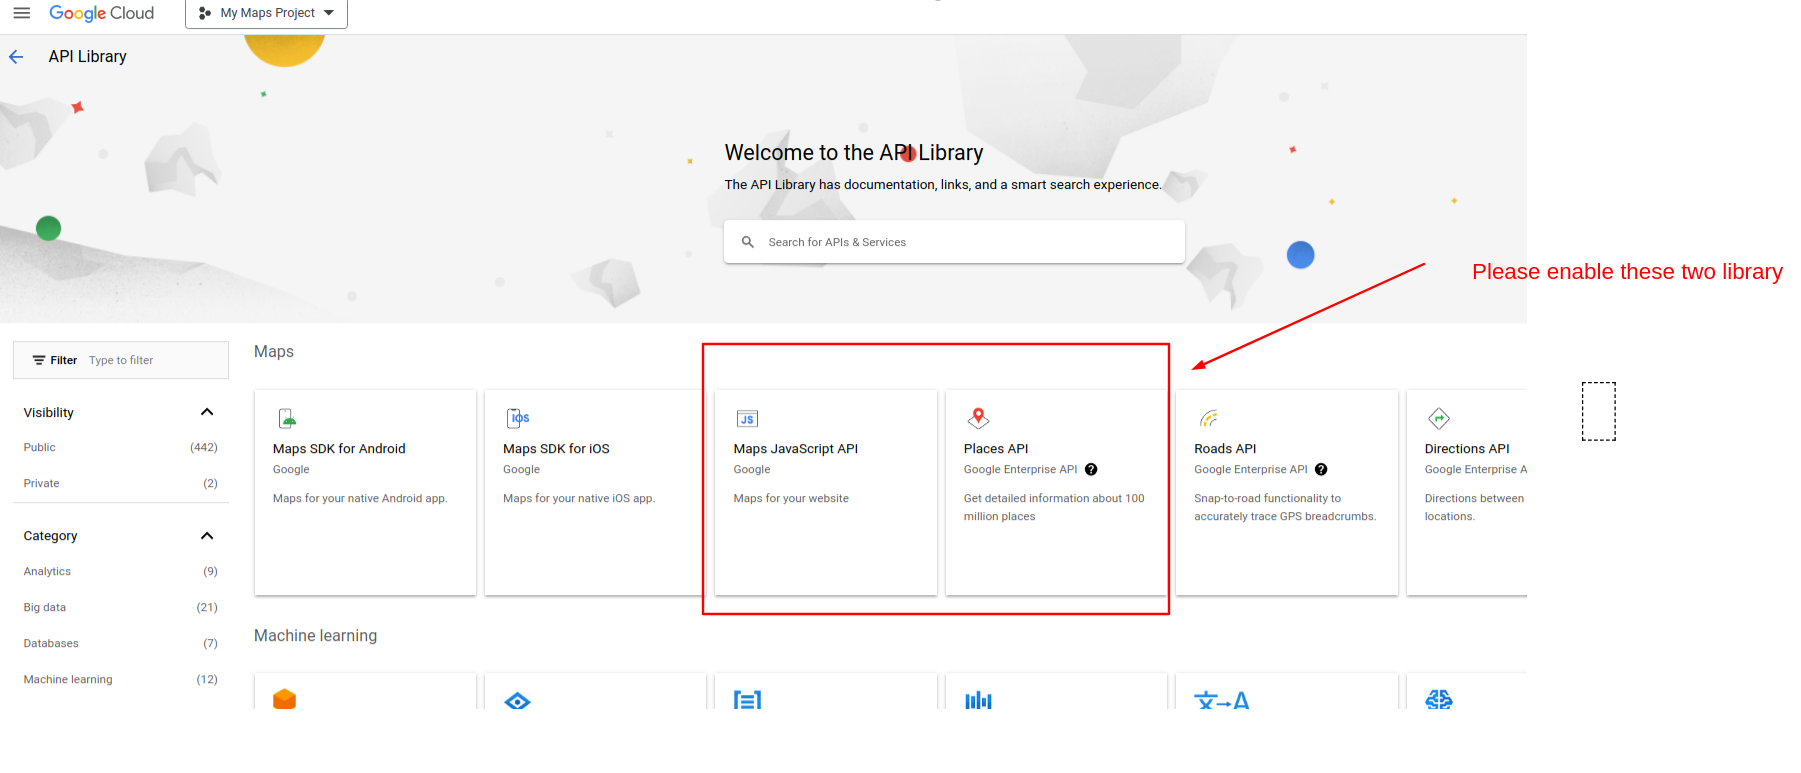 Google Cloud
My Maps Project
API Library
Welcome to the API Library
The API Library has documentation, links, and a smart search experience.
Search for APIs & Services
Please enable these two library
Filter Type to filter
Visibility
Public (442)
Private (2)
Category
Analytics (9)
Big data (21)
Databases (7)
Machine learning (12)
Maps
Maps SDK for Android
Google
Maps for your native Android app.
iOS
Maps SDK for iOS
Google
Maps for your native iOS app.
JS
Maps JavaScript API
Google
Maps for your website
Places API
Google Enterprise API ?
Get detailed information about 100
million places
Roads API
Google Enterprise API ?
Snap-to-road functionality to
accurately trace GPS breadcrumbs.
Directions API
Google Enterprise A
Directions between
locations.
Machine learning
文→A